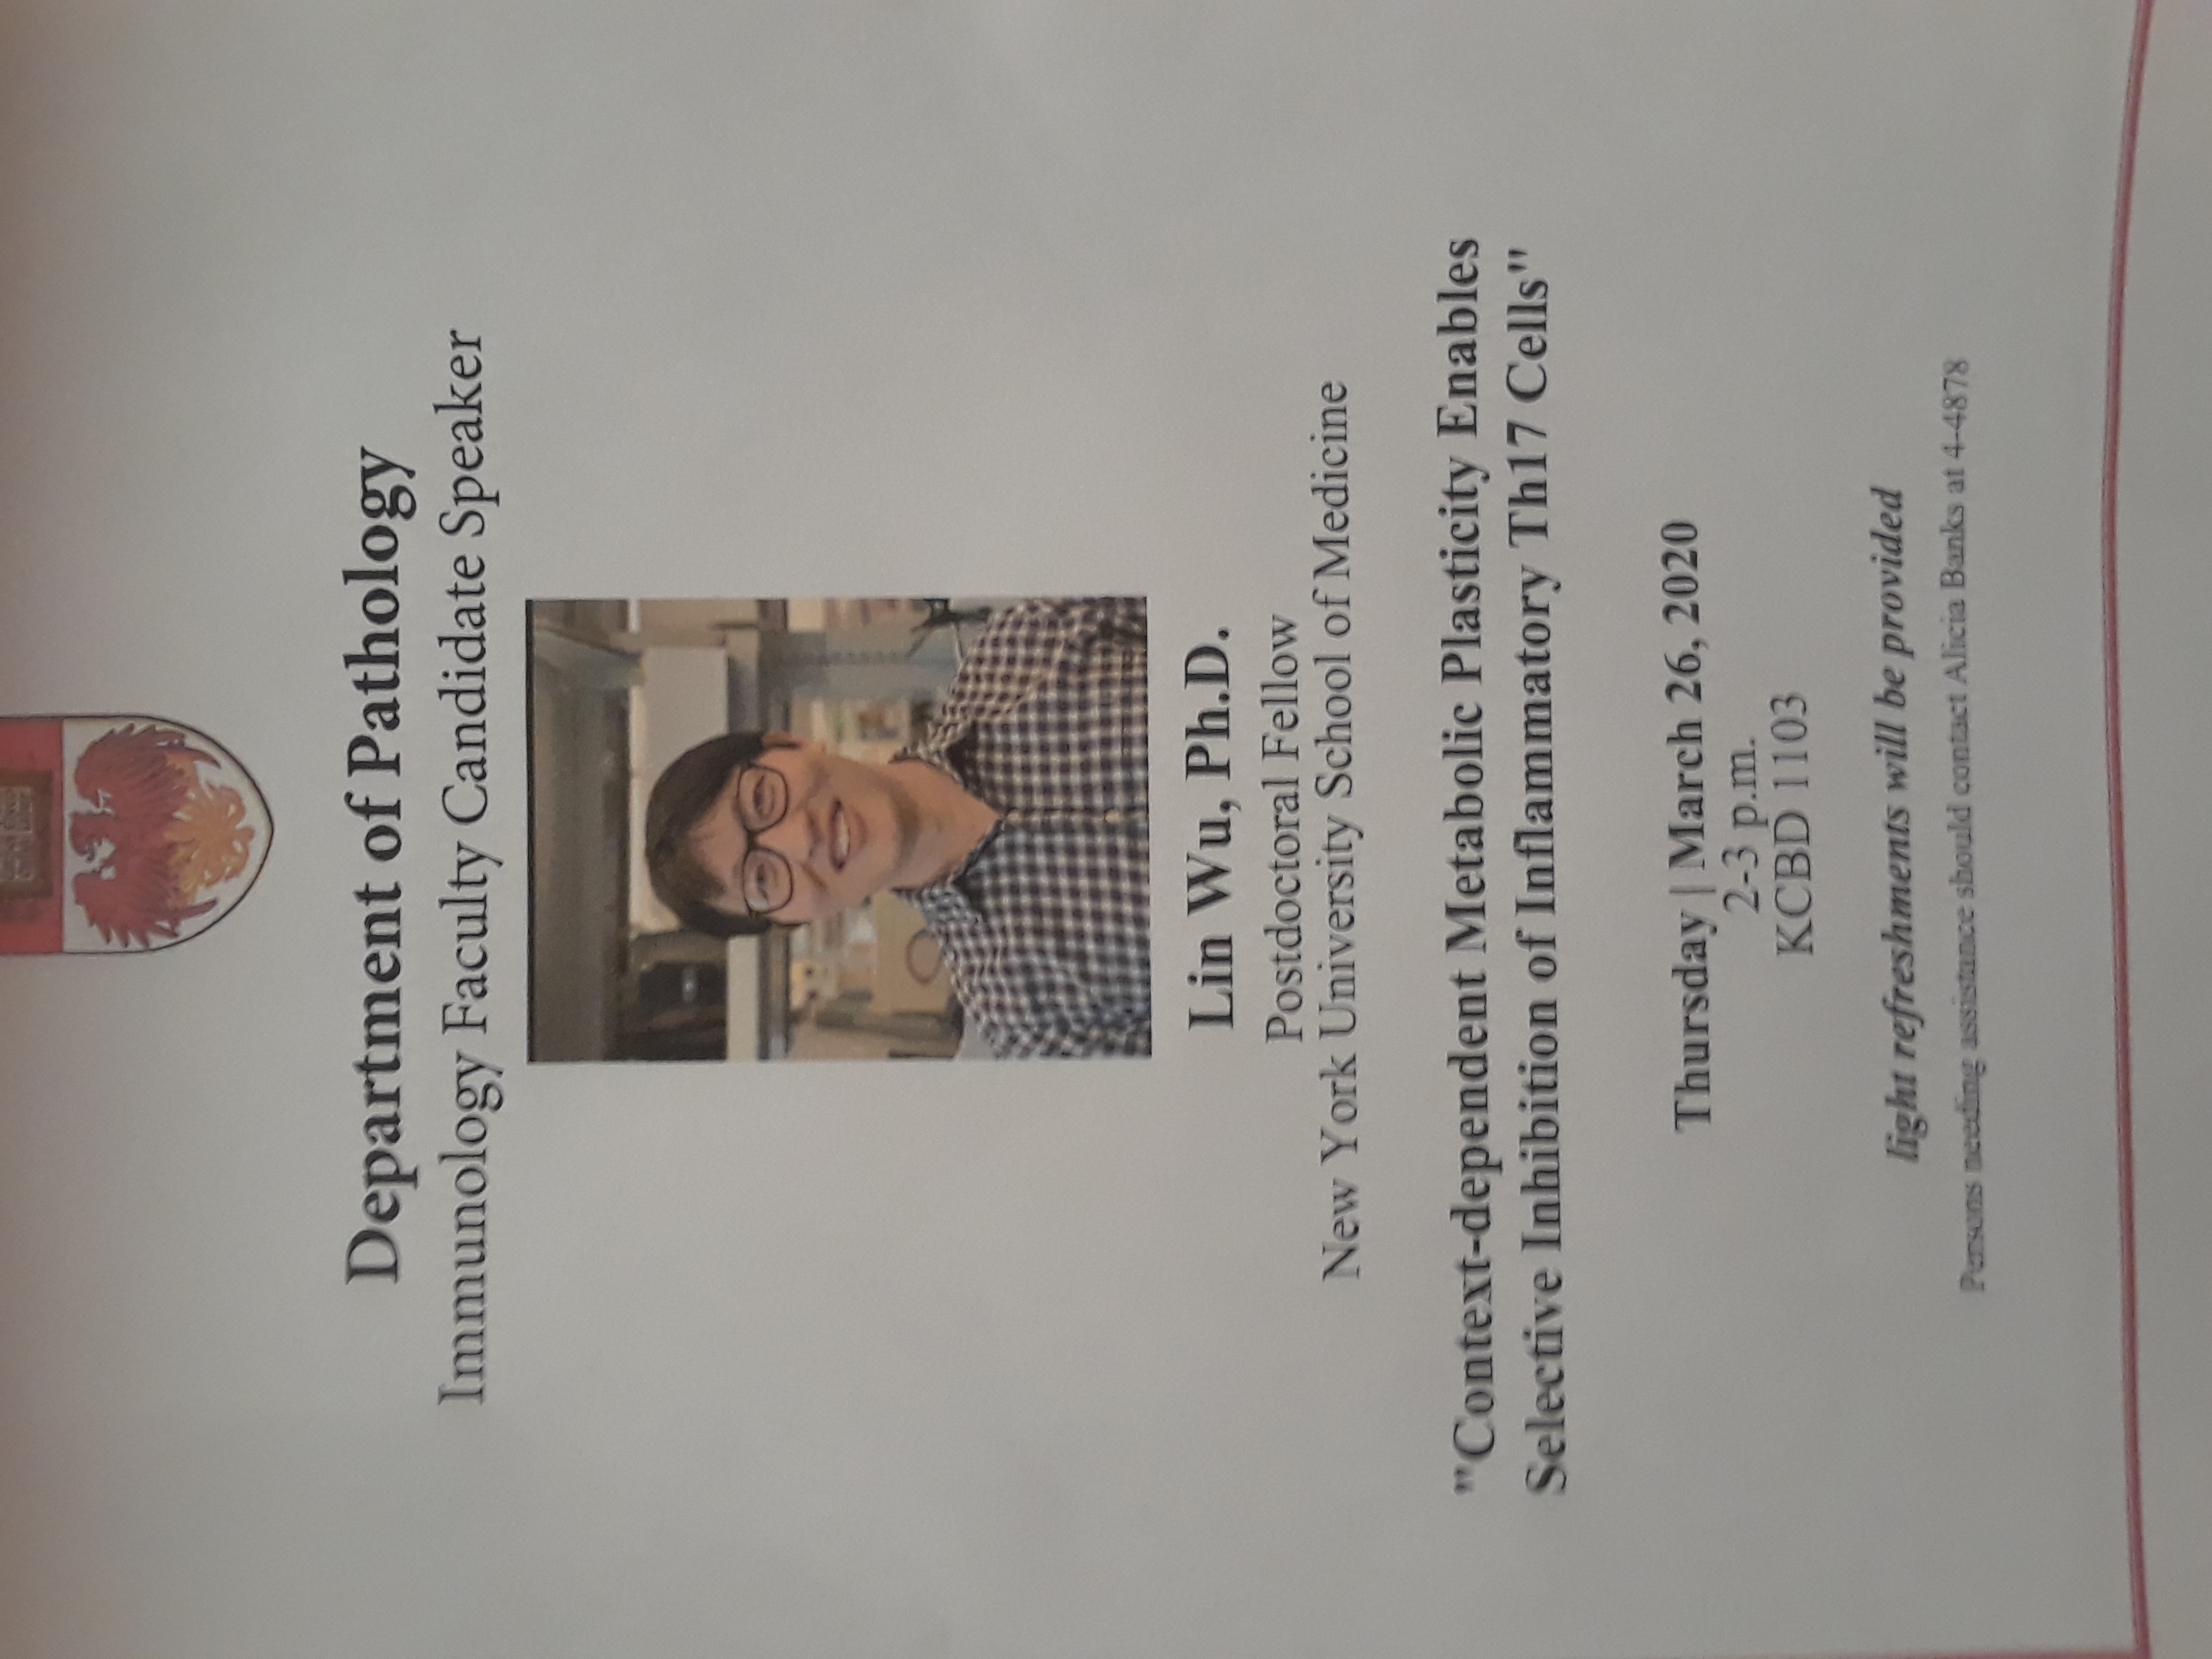 Department of Pathology
Immunology Faculty Candidate Speaker
Lin Wu, Ph.D.
Postdoctoral Fellow
New York University School of Medicine
"Context-dependent Metabolic Plasticity Enables
Selective Inhibition of Inflammatory Th17 Cells"
Thursday | March 26, 2020
2-3 p.m.
KCBD 1103
light refreshments will be provided
Persons needing assistance should contact Alicia Banks at 4-4878